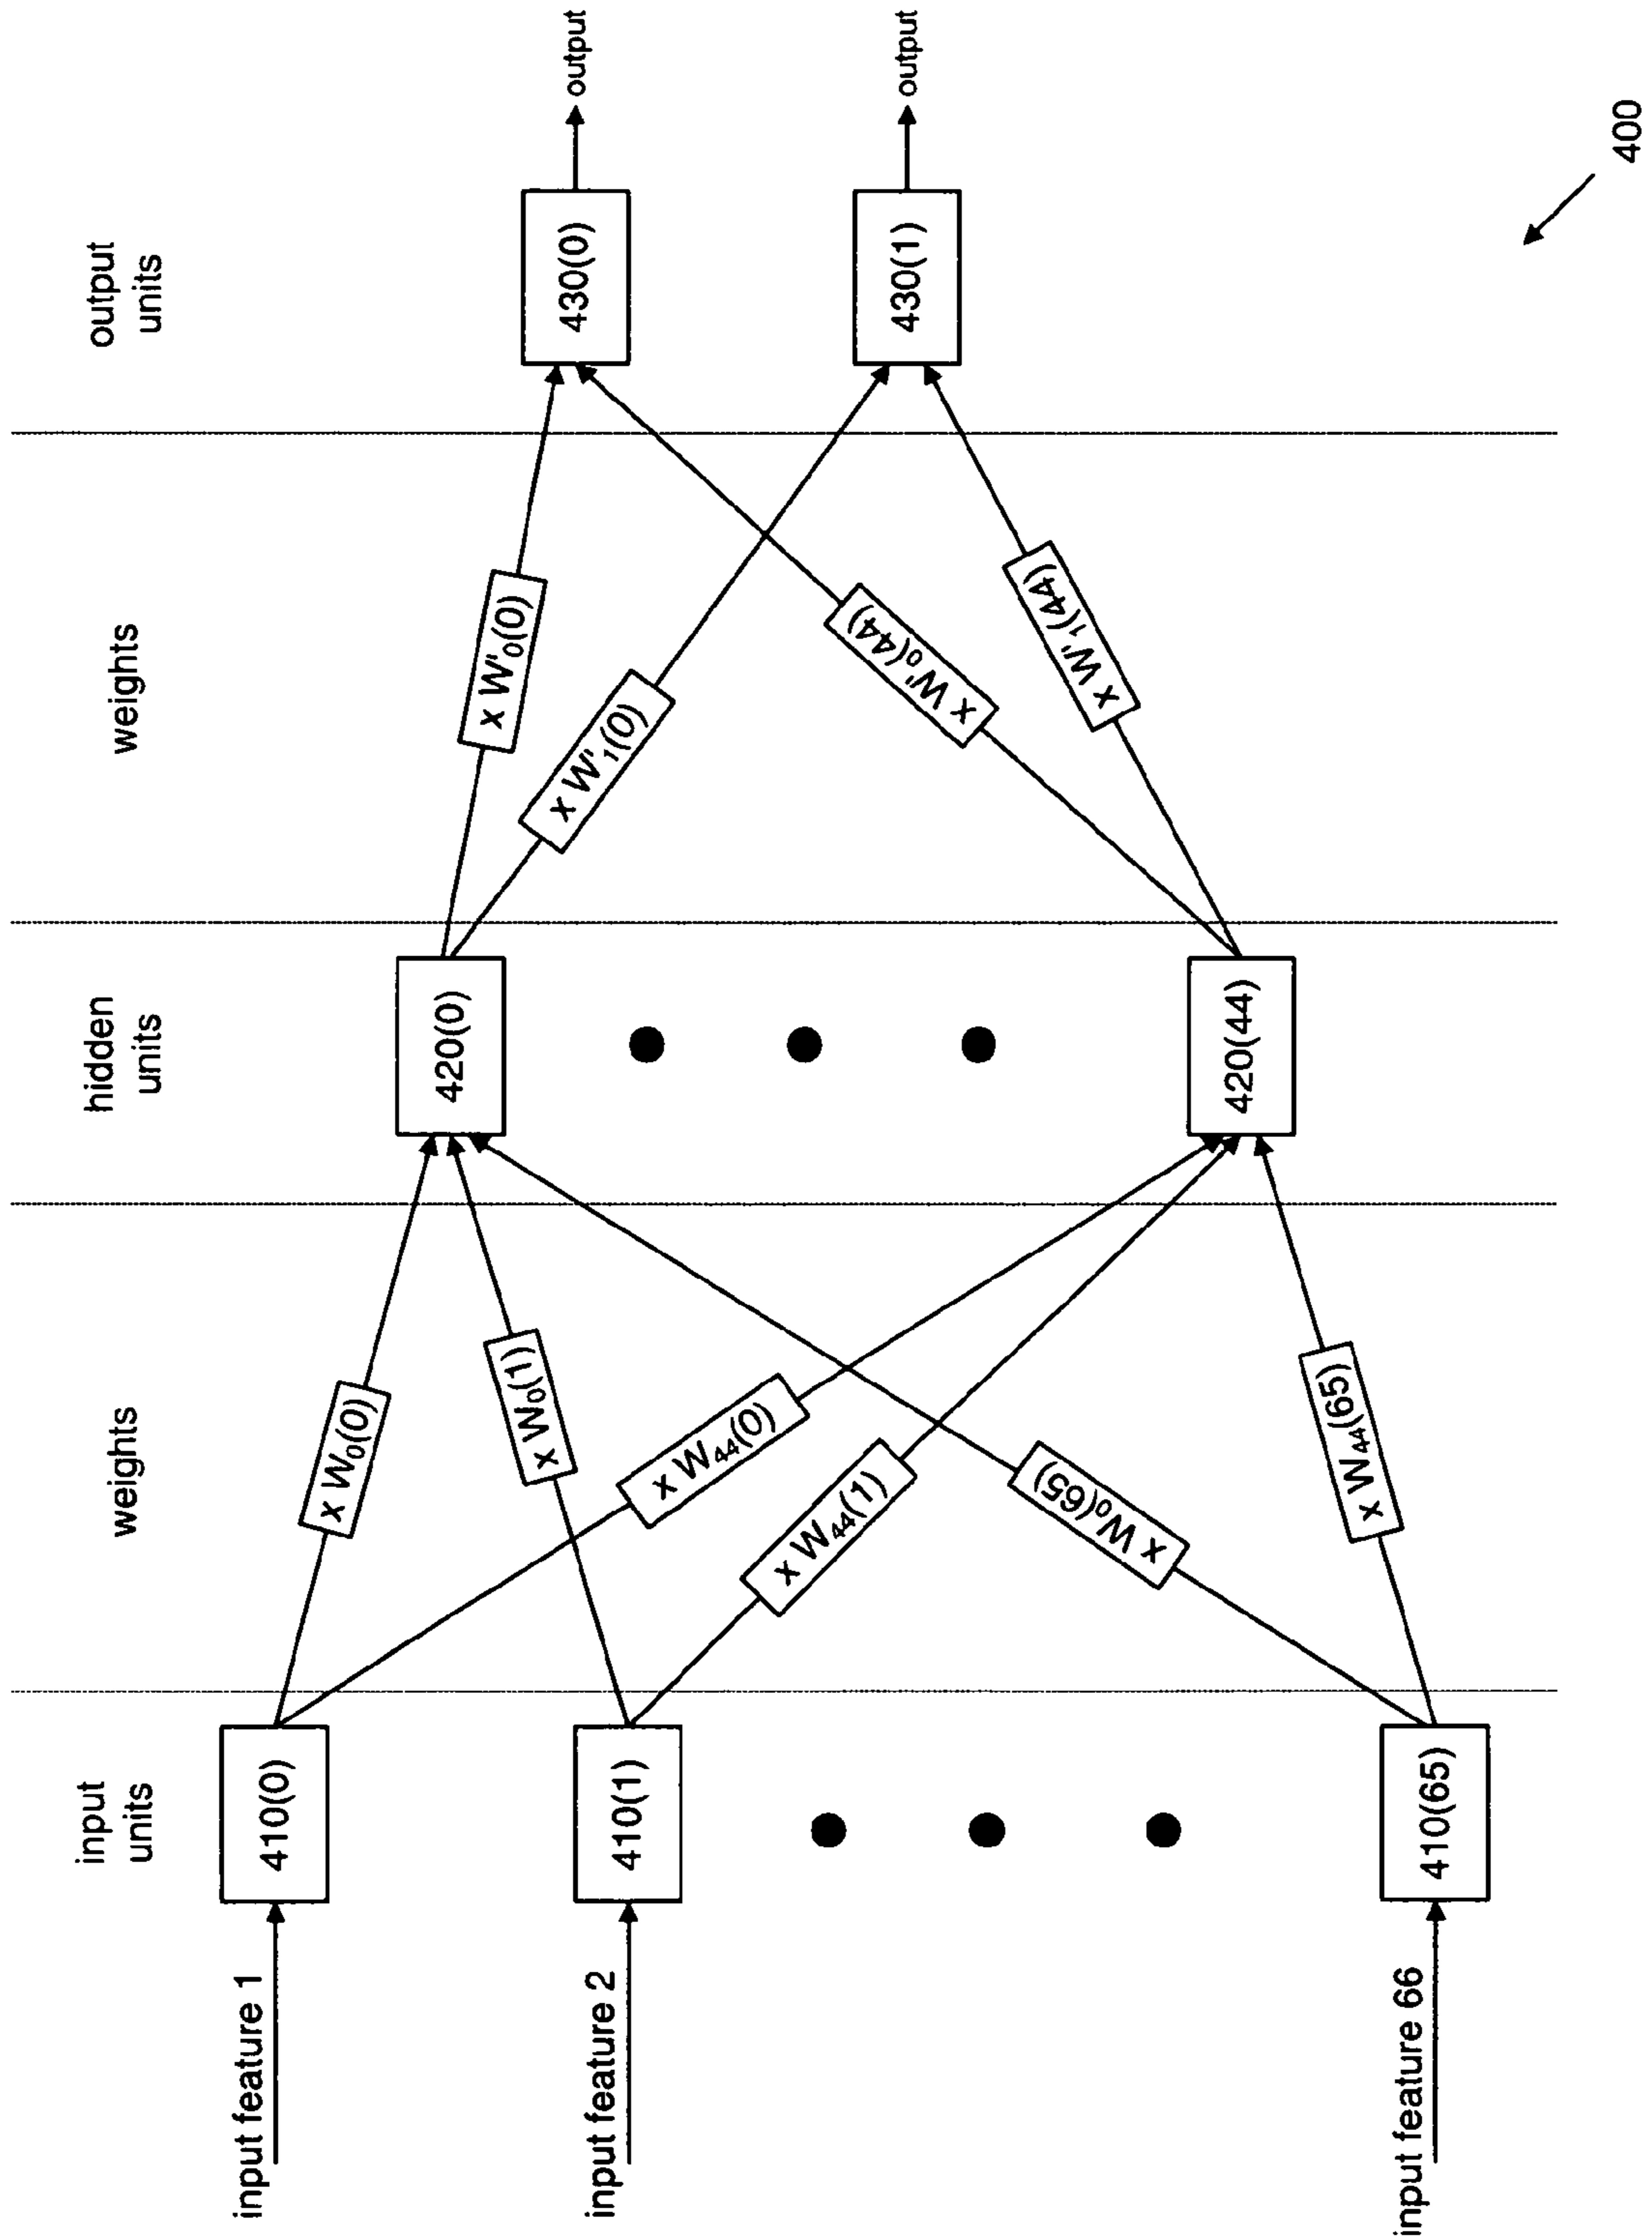 input
units
weights
hidden
units
weights
output
units
input feature 1
410(0)
x W0(0)
420(0)
x W'0(0)
430(0)
output
input feature 2
410(1)
x W0(1)
x W44(0)
x W'1(0)
430(1)
output
x W44(1)
x W'0(44)
x W0(65)
x W'1(44)
input feature 66
410(65)
x W44(65)
420(44)
400